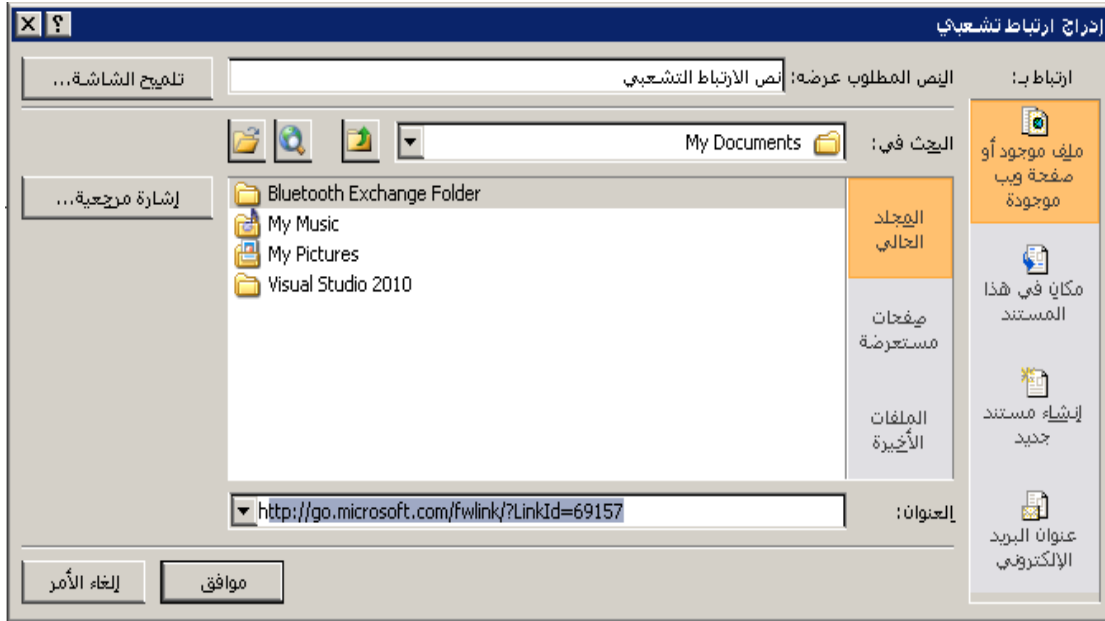 إدراج ارتباط تشعبي
ارتباط بـ:
ملف موجود أو
صفحة ويب
موجودة
مكان في هذا
المستند
إنشاء مستند
جديد
عنوان البريد
الإلكتروني
النص المطلوب عرضه: نص الارتباط التشعبي
تلميح الشاشة...
البحث في: My Documents
المجلد
الحالي
صفحات
مستعرضة
الملفات
الأخيرة
Bluetooth Exchange Folder
My Music
My Pictures
Visual Studio 2010
إشارة مرجعية...
العنوان: http://go.microsoft.com/fwlink/?LinkId=69157
موافق
إلغاء الأمر